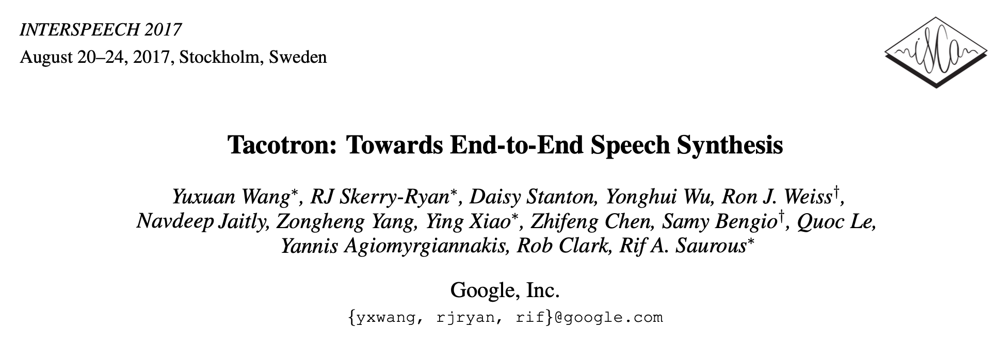 INTERSPEECH 2017
August 20–24, 2017, Stockholm, Sweden
isca
Tacotron: Towards End-to-End Speech Synthesis
Yuxuan Wang*, RJ Skerry-Ryan*, Daisy Stanton, Yonghui Wu, Ron J. Weiss†,
Navdeep Jaitly, Zongheng Yang, Ying Xiao*, Zhifeng Chen, Samy Bengio†, Quoc Le,
Yannis Agiomyrgiannakis, Rob Clark, Rif A. Saurous*
Google, Inc.
{yxwang, rjryan, rif}@google.com